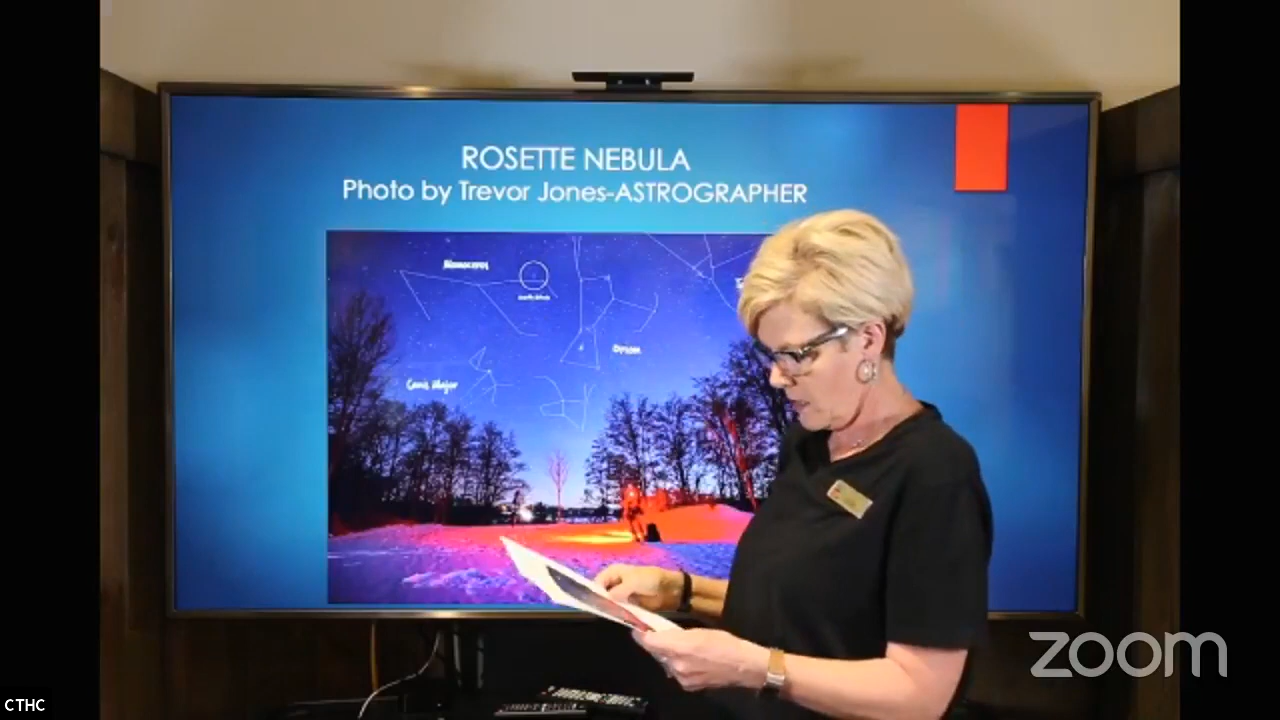 ROSETTE NEBULA
Photo by Trevor Jones-ASTROGRAPHER
Monoceros
Orion
Canis Major
zoom
CTHC